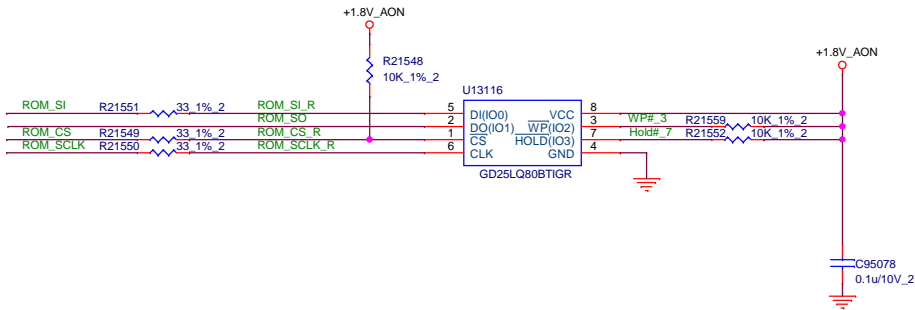 +1.8V_AON
+1.8V_AON
R21548
10K_1%_2
U13116
ROM_SI R21551 33_1%_2 ROM_SI_R 5 DI(IO0) VCC 8
ROM_SO 2 DO(IO1) WP(IO2) 3 WP#_3 R21559 10K_1%_2
ROM_CS R21549 33_1%_2 ROM_CS_R 1 CS HOLD(IO3) 7 Hold#_7 R21552 10K_1%_2
ROM_SCLK R21550 33_1%_2 ROM_SCLK_R 6 CLK GND 4
GD25LQ80BTIGR
C95078
0.1u/10V_2